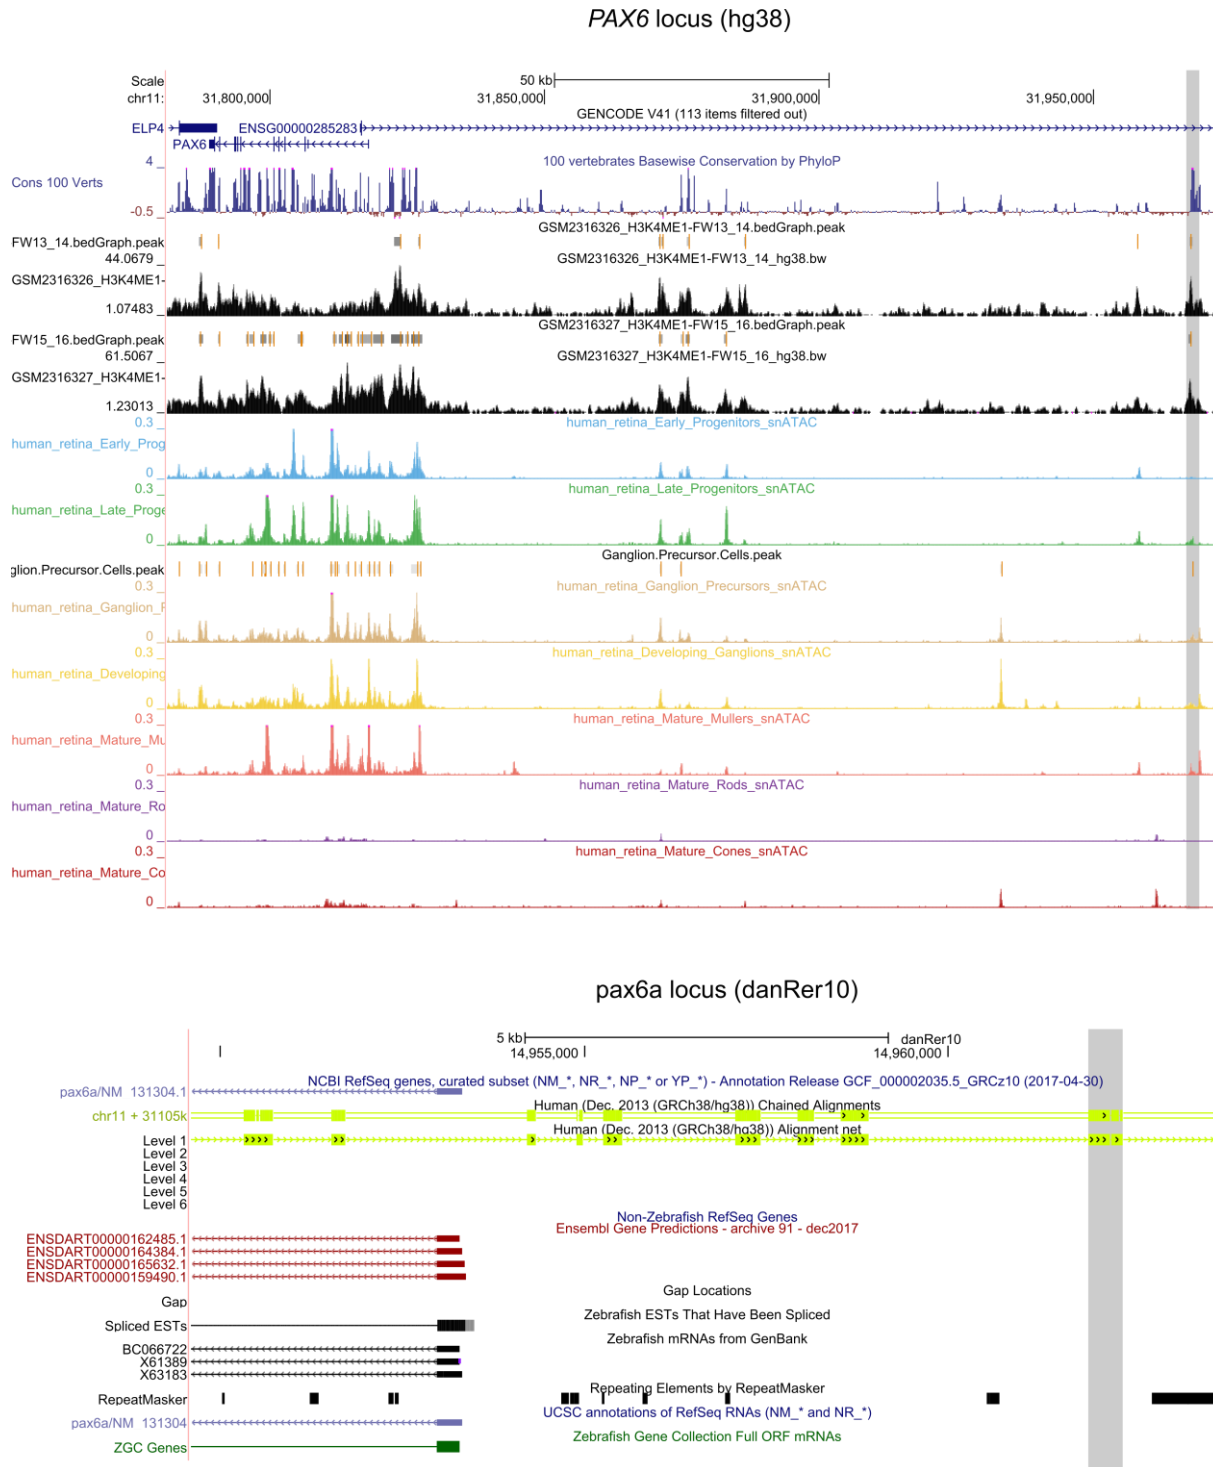 PAX6 locus (hg38)
Scale 50 kb
chr11: 31,800,000 31,850,000 31,900,000 31,950,000
GENCODE V41 (113 items filtered out)
ELP4 ENSG00000285283
PAX6
4 _ 100 vertebrates Basewise Conservation by PhyloP
Cons 100 Verts
-0.5 _
GSM2316326_H3K4ME1-FW13_14.bedGraph.peak
FW13_14.bedGraph.peak
44.0679 _ GSM2316326_H3K4ME1-FW13_14_hg38.bw
GSM2316326_H3K4ME1-
1.07483 _
GSM2316327_H3K4ME1-FW15_16.bedGraph.peak
FW15_16.bedGraph.peak
61.5067 _ GSM2316327_H3K4ME1-FW15_16_hg38.bw
GSM2316327_H3K4ME1-
1.23013 _
0.3 _ human_retina_Early_Progenitors_snATAC
human_retina_Early_Prog
0 _
0.3 _ human_retina_Late_Progenitors_snATAC
human_retina_Late_Proge
0 _
Ganglion.Precursor.Cells.peak
glion.Precursor.Cells.peak
0.3 _ human_retina_Ganglion_Precursors_snATAC
human_retina_Ganglion_P
0 _
0.3 _ human_retina_Developing_Ganglions_snATAC
human_retina_Developing
0 _
0.3 _ human_retina_Mature_Mullers_snATAC
human_retina_Mature_Mu
0 _
0.3 _ human_retina_Mature_Rods_snATAC
human_retina_Mature_Ro
0 _
0.3 _ human_retina_Mature_Cones_snATAC
human_retina_Mature_Co
0 _
pax6a locus (danRer10)
5 kb danRer10
14,955,000 14,960,000
NCBI RefSeq genes, curated subset (NM_*, NR_*, NP_* or YP_*) - Annotation Release GCF_000002035.5_GRCz10 (2017-04-30)
pax6a/NM_131304.1
Human (Dec. 2013 (GRCh38/hg38)) Chained Alignments
chr11 + 31105k
Human (Dec. 2013 (GRCh38/hg38)) Alignment net
Level 1
Level 2
Level 3
Level 4
Level 5
Level 6
Non-Zebrafish RefSeq Genes
Ensembl Gene Predictions - archive 91 - dec2017
ENSDART00000162485.1
ENSDART00000164384.1
ENSDART00000165632.1
ENSDART00000159490.1
Gap Locations
Gap
Zebrafish ESTs That Have Been Spliced
Spliced ESTs
Zebrafish mRNAs from GenBank
BC066722
X61389
X63183
Repeating Elements by RepeatMasker
RepeatMasker
UCSC annotations of RefSeq RNAs (NM_* and NR_*)
pax6a/NM_131304
Zebrafish Gene Collection Full ORF mRNAs
ZGC Genes